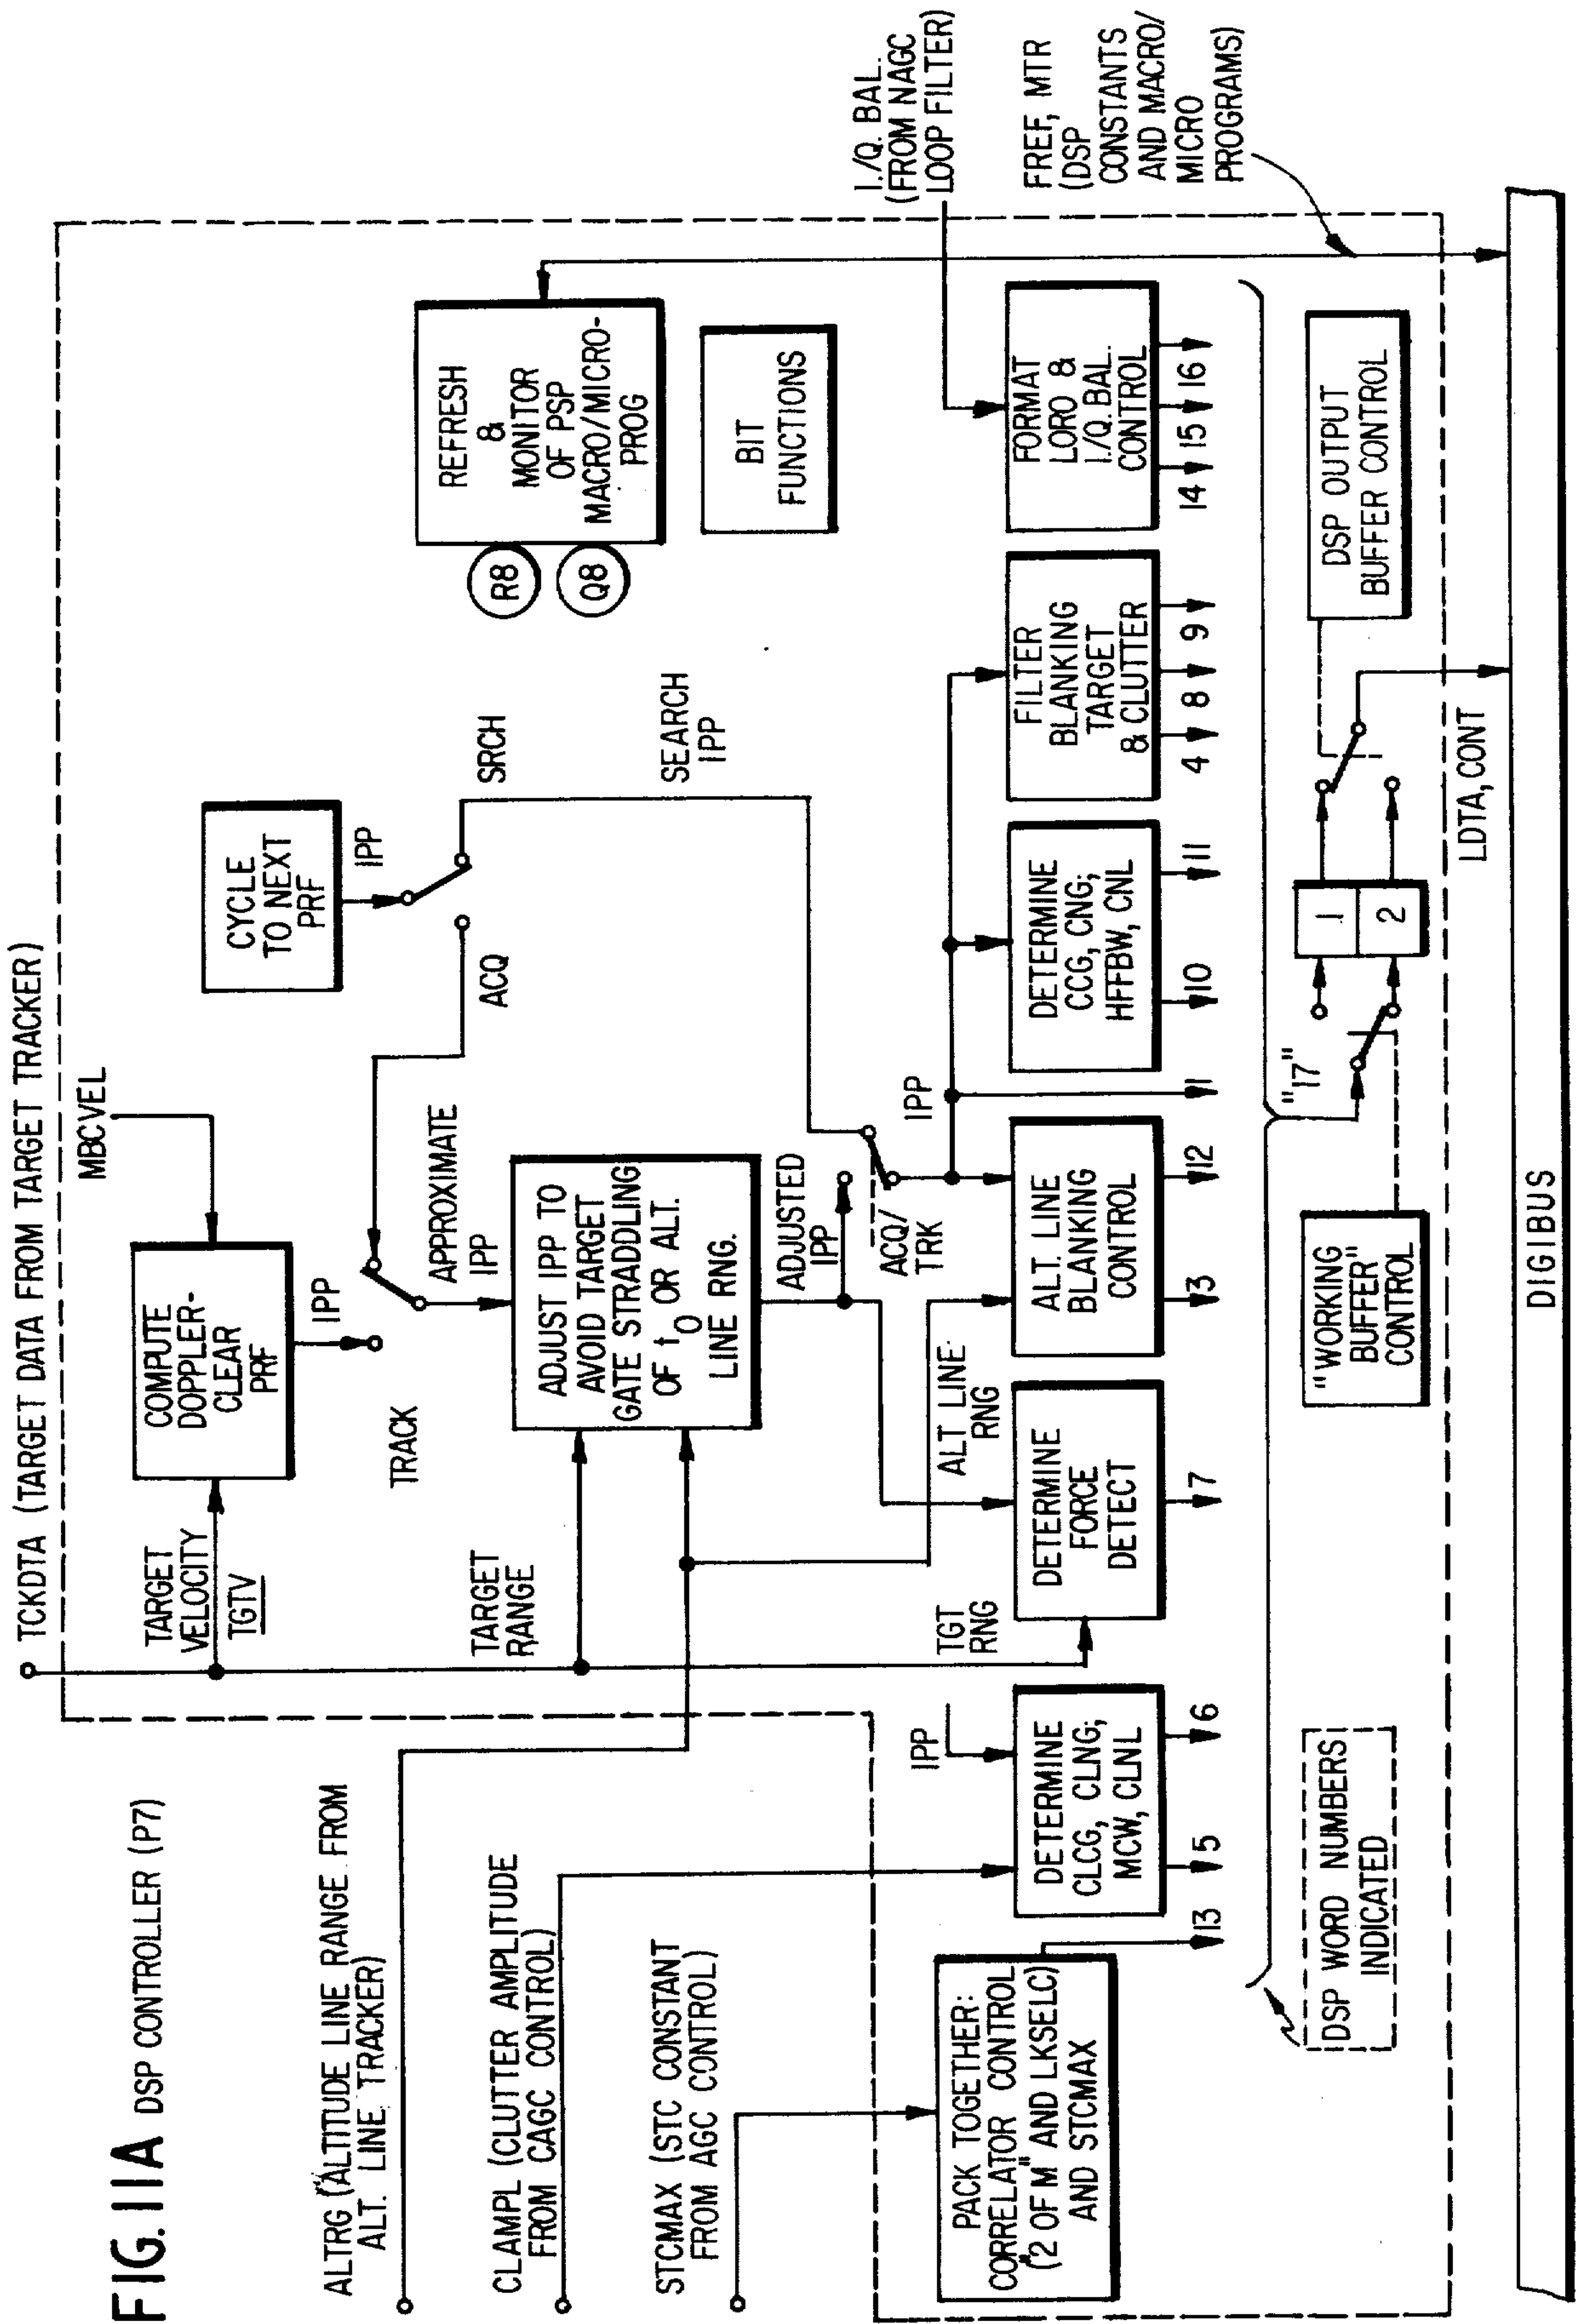 FIG. 11A DSP CONTROLLER (P7)
TCKDTA (TARGET DATA FROM TARGET TRACKER)
MBCVEL
ALTRG (ALTITUDE LINE RANGE FROM
ALT. LINE TRACKER)
CLAMPL (CLUTTER AMPLITUDE
FROM CAGC CONTROL)
STCMAX (STC CONSTANT
FROM AGC CONTROL)
TARGET
VELOCITY
TGTV
COMPUTE
DOPPLER-
CLEAR
PRF
IPP
TRACK
CYCLE
TO NEXT
PRF
IPP
ACQ
SRCH
SEARCH
IPP
APPROXIMATE
IPP
TARGET
RANGE
ADJUST IPP TO
AVOID TARGET
GATE STRADDLING
OF tO OR ALT.
LINE RNG.
ADJUSTED
IPP
ACQ/
TRK
IPP
REFRESH
&
MONITOR
OF PSP
MACRO/MICRO-
PROG
R8
Q8
BIT
FUNCTIONS
I./Q. BAL.
(FROM NAGC
LOOP FILTER)
FREF, MTR
(DSP
CONSTANTS
AND MACRO/
MICRO
PROGRAMS)
PACK TOGETHER:
CORRELATOR CONTROL
("2 OF M" AND LKSELC)
AND STCMAX
13
IPP
DETERMINE
CLCG, CLNG;
MCW, CLNL
5
6
TGT
RNG
DETERMINE
FORCE
DETECT
7
ALT LINE
RNG
ALT. LINE
BLANKING
CONTROL
3
12
1
DETERMINE
CCG, CNG;
HFFBW, CNL
10
11
FILTER
BLANKING
TARGET
& CLUTTER
4
8
9
FORMAT
LORO &
I./Q. BAL.
CONTROL
14
15
16
DSP WORD NUMBERS
INDICATED
"17"
"WORKING
BUFFER"
CONTROL
1
2
DSP OUTPUT
BUFFER CONTROL
LDTA, CONT
DIGIBUS